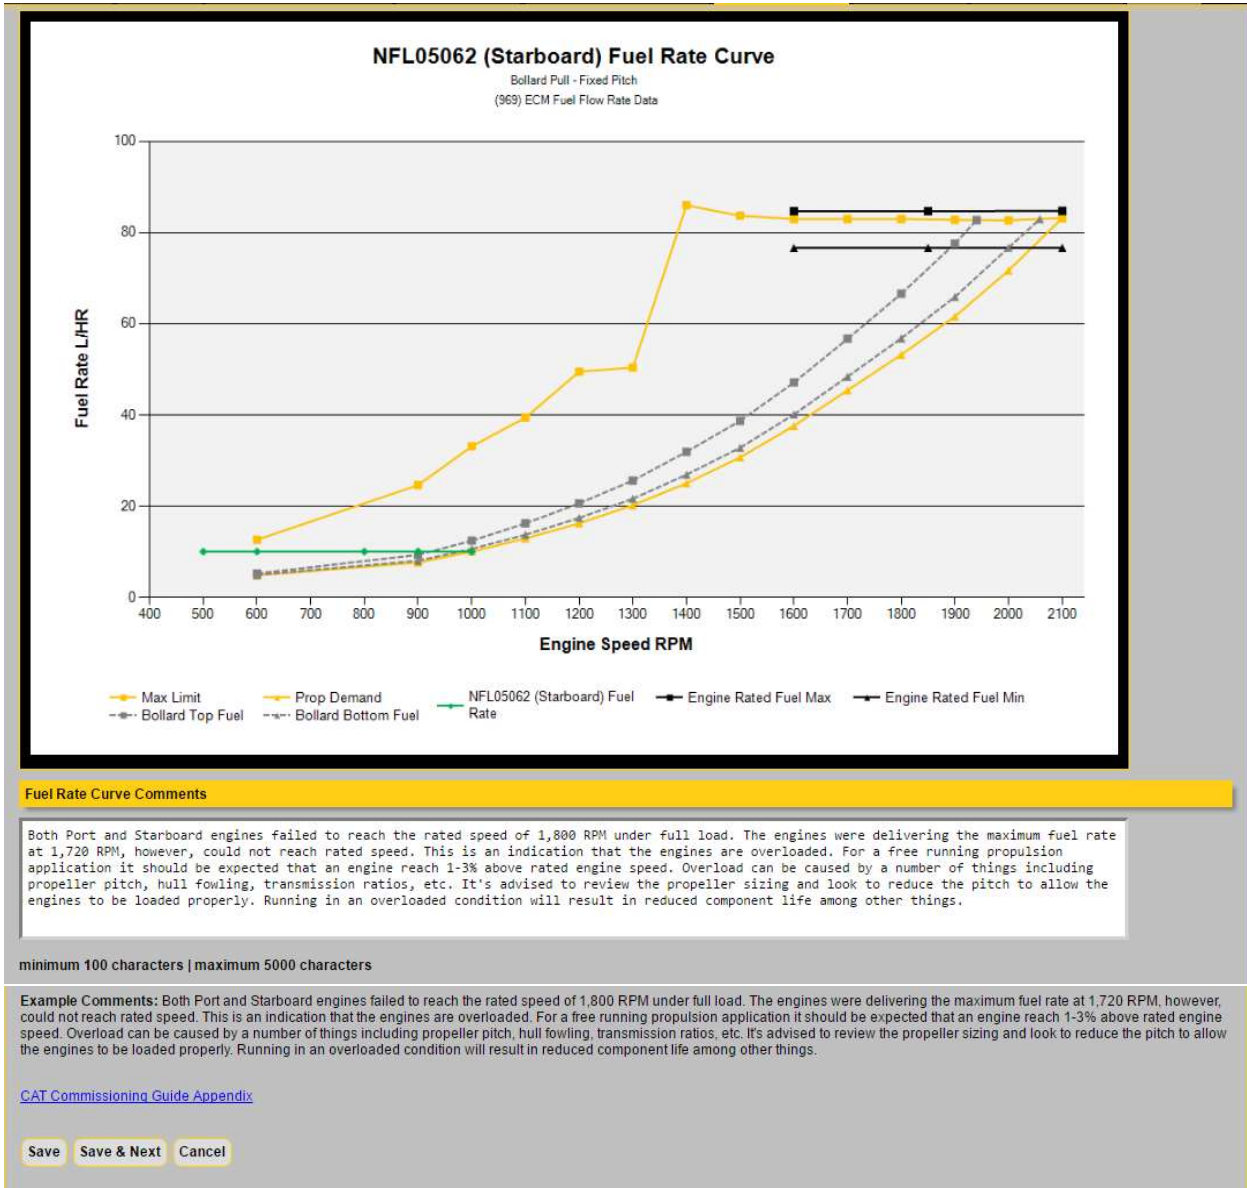 NFL05062 (Starboard) Fuel Rate Curve
Bollard Pull - Fixed Pitch
(969) ECM Fuel Flow Rate Data
100
80
60
40
20
0
Fuel Rate L/HR
400 500 600 700 800 900 1000 1100 1200 1300 1400 1500 1600 1700 1800 1900 2000 2100
Engine Speed RPM
Max Limit Prop Demand NFL05062 (Starboard) Fuel Rate Engine Rated Fuel Max Engine Rated Fuel Min
Bollard Top Fuel Bollard Bottom Fuel
Fuel Rate Curve Comments
Both Port and Starboard engines failed to reach the rated speed of 1,800 RPM under full load. The engines were delivering the maximum fuel rate
at 1,720 RPM, however, could not reach rated speed. This is an indication that the engines are overloaded. For a free running propulsion
application it should be expected that an engine reach 1-3% above rated engine speed. Overload can be caused by a number of things including
propeller pitch, hull fowling, transmission ratios, etc. It's advised to review the propeller sizing and look to reduce the pitch to allow the
engines to be loaded properly. Running in an overloaded condition will result in reduced component life among other things.
minimum 100 characters | maximum 5000 characters
Example Comments: Both Port and Starboard engines failed to reach the rated speed of 1,800 RPM under full load. The engines were delivering the maximum fuel rate at 1,720 RPM, however,
could not reach rated speed. This is an indication that the engines are overloaded. For a free running propulsion application it should be expected that an engine reach 1-3% above rated engine
speed. Overload can be caused by a number of things including propeller pitch, hull fowling, transmission ratios, etc. It's advised to review the propeller sizing and look to reduce the pitch to allow
the engines to be loaded properly. Running in an overloaded condition will result in reduced component life among other things.
CAT Commissioning Guide Appendix
Save Save & Next Cancel